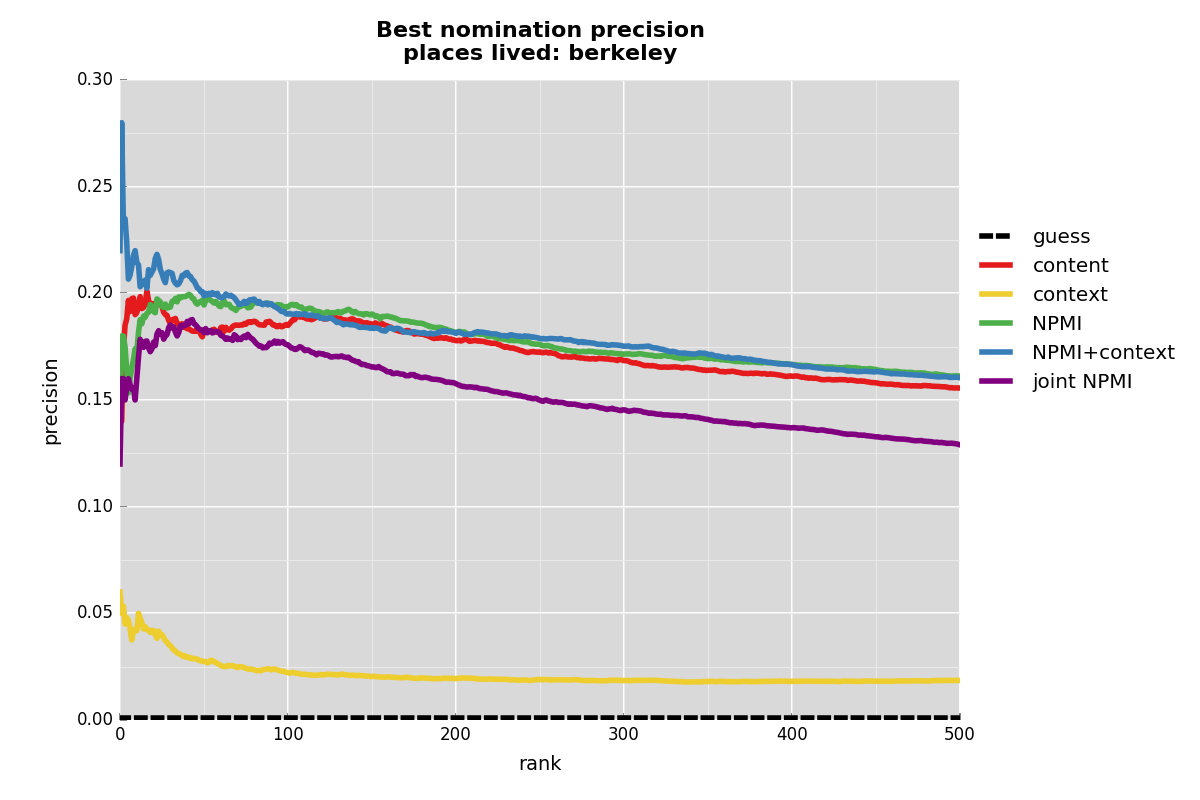 Best nomination precision
places lived: berkeley
0.30
0.25
0.20
0.15
0.10
0.05
0.00
precision
0 100 200 300 400 500
rank
guess
content
context
NPMI
NPMI+context
joint NPMI